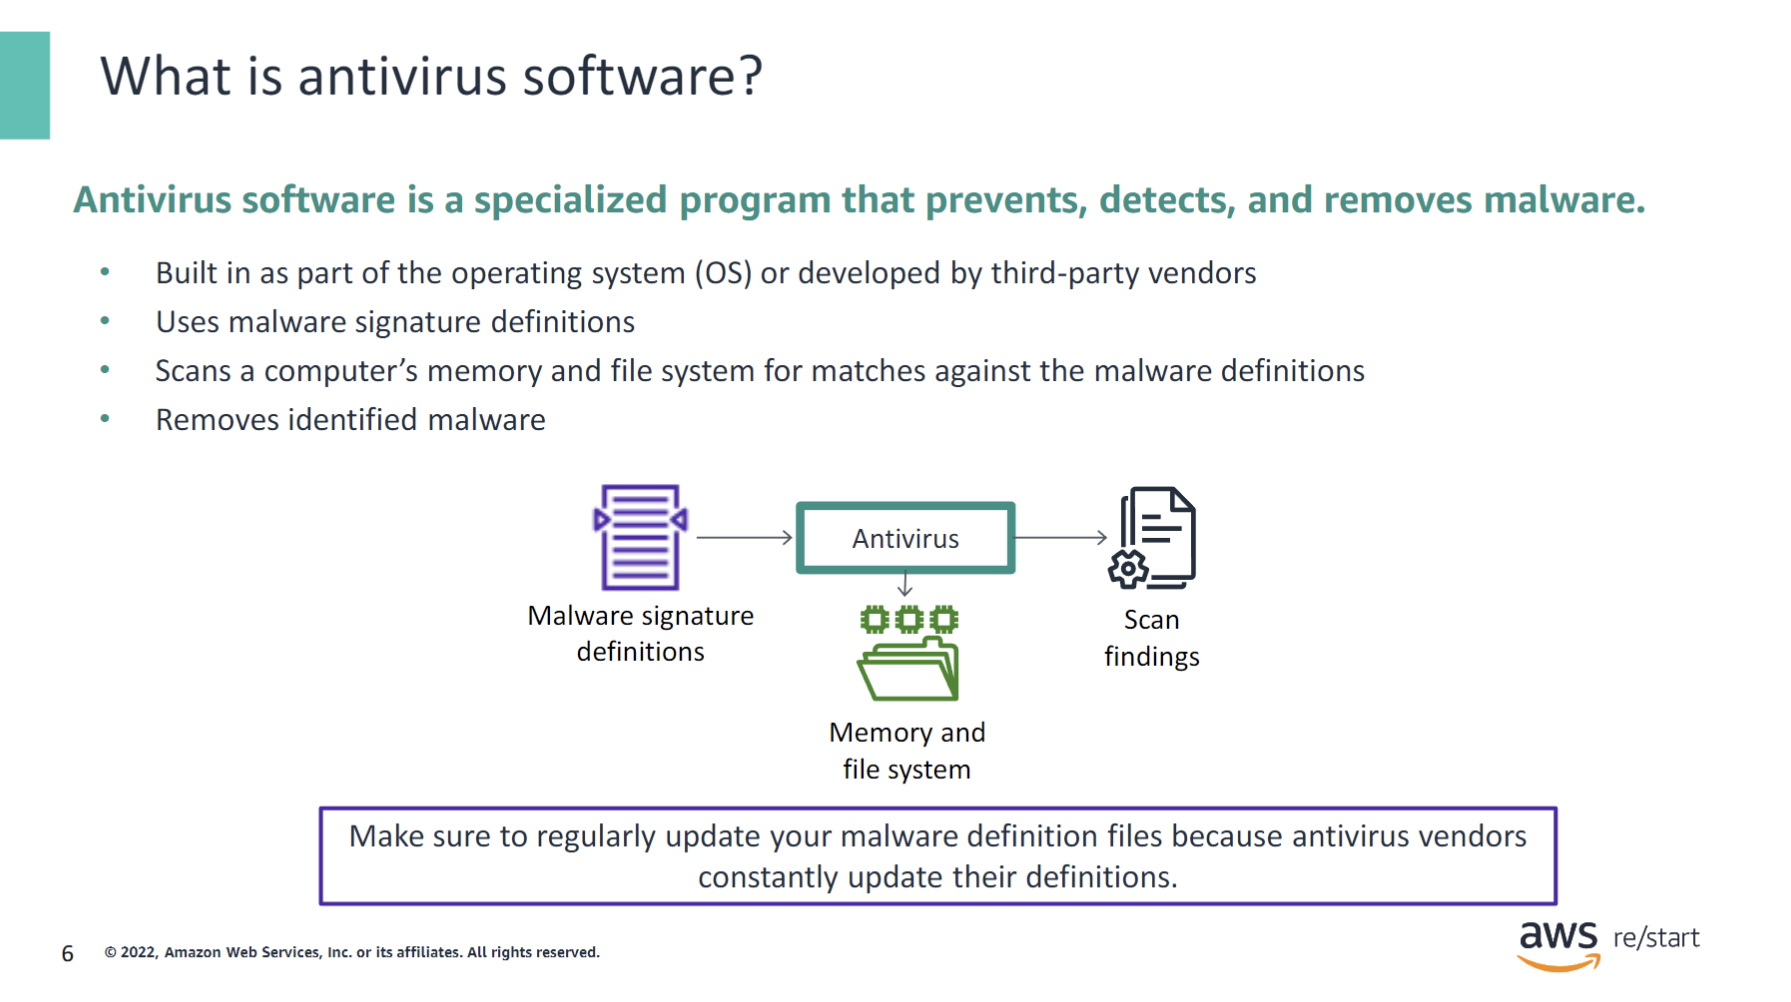 What is antivirus software?
Antivirus software is a specialized program that prevents, detects, and removes malware.
• Built in as part of the operating system (OS) or developed by third-party vendors
• Uses malware signature definitions
• Scans a computer’s memory and file system for matches against the malware definitions
• Removes identified malware
Antivirus
Malware signature
definitions
Scan
findings
Memory and
file system
Make sure to regularly update your malware definition files because antivirus vendors
constantly update their definitions.
6 © 2022, Amazon Web Services, Inc. or its affiliates. All rights reserved.
aws re/start